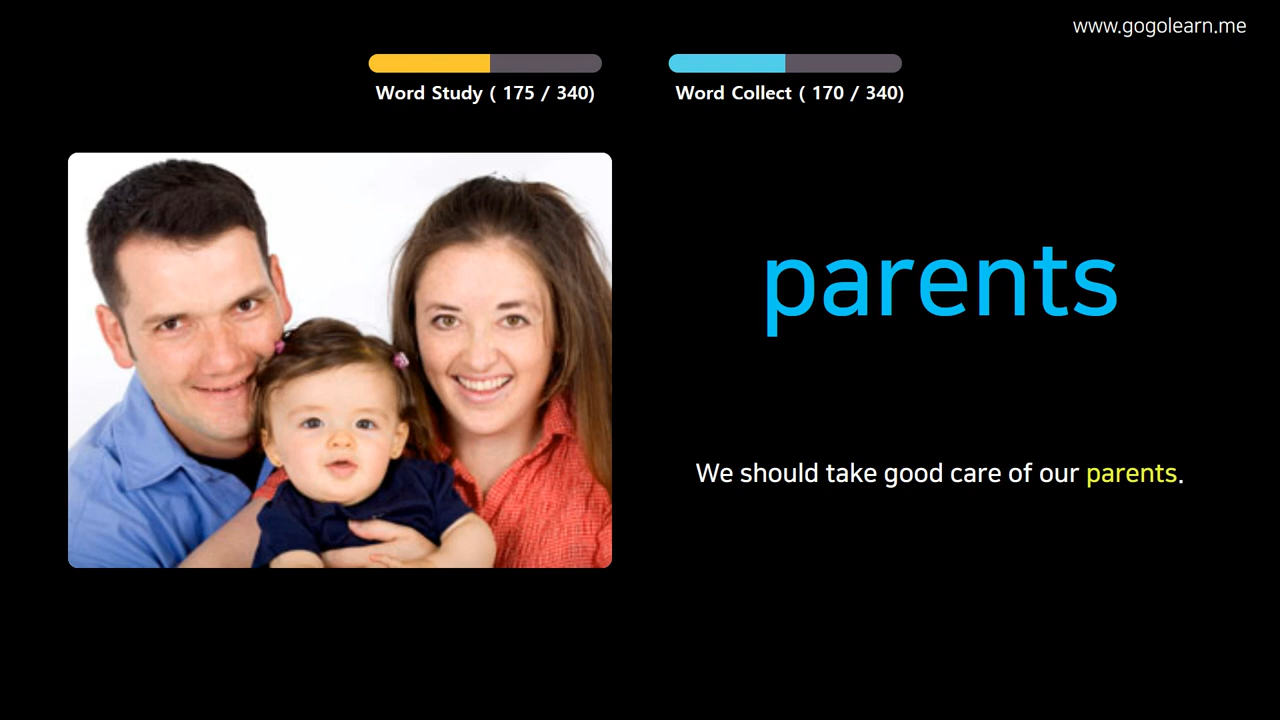 www.gogolearn.me
Word Study ( 175 / 340)
Word Collect ( 170 / 340)
parents
We should take good care of our parents.